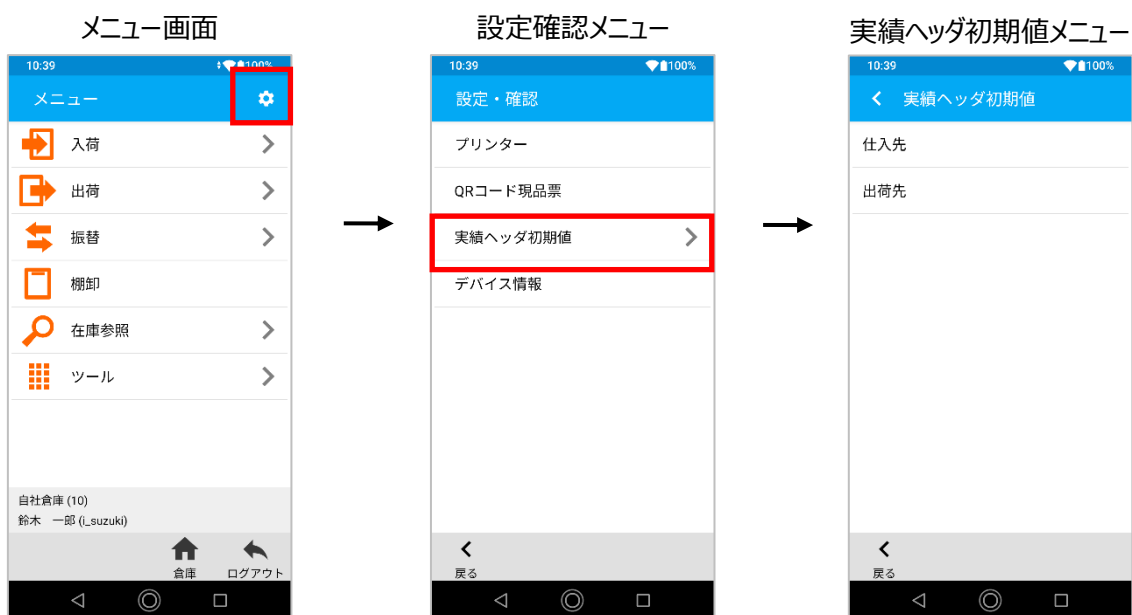 メニュー画面
10:39
100%
メニュー
入荷
出荷
振替
棚卸
在庫参照
ツール
自社倉庫 (10)
鈴木　一郎 (i_suzuki)
倉庫
ログアウト
設定確認メニュー
10:39
100%
設定・確認
プリンター
QRコード現品票
実績ヘッダ初期値
デバイス情報
戻る
実績ヘッダ初期値メニュー
10:39
100%
実績ヘッダ初期値
仕入先
出荷先
戻る